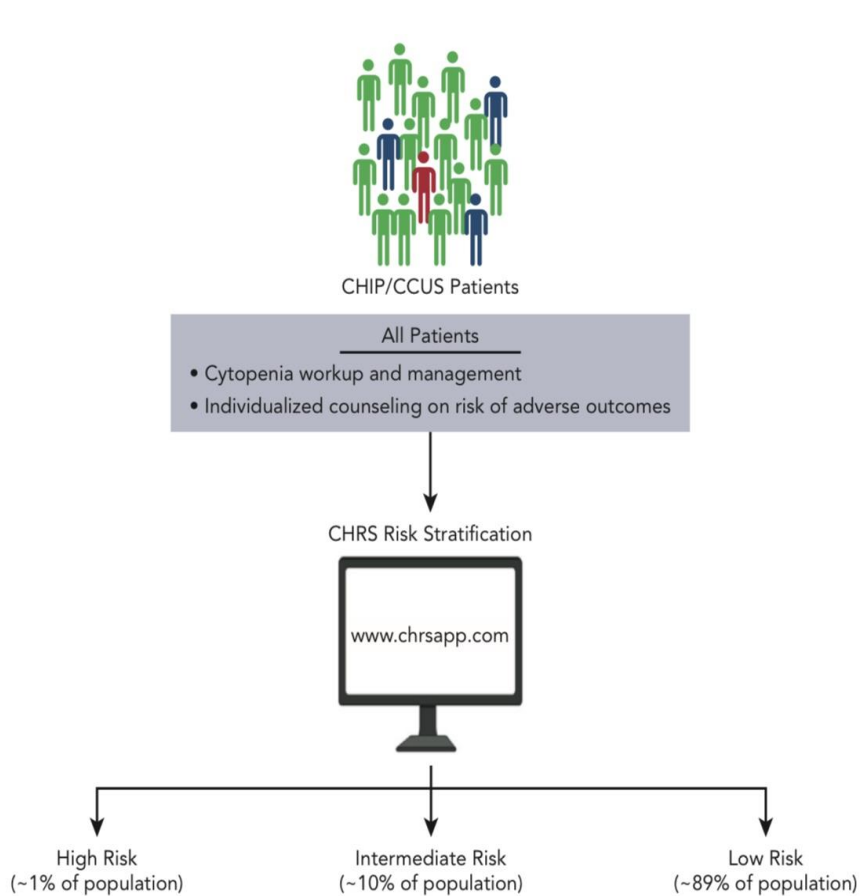 CHIP/CCUS Patients
All Patients
• Cytopenia workup and management
• Individualized counseling on risk of adverse outcomes
CHRS Risk Stratification
www.chrsapp.com
High Risk
(~1% of population)
Intermediate Risk
(~10% of population)
Low Risk
(~89% of population)